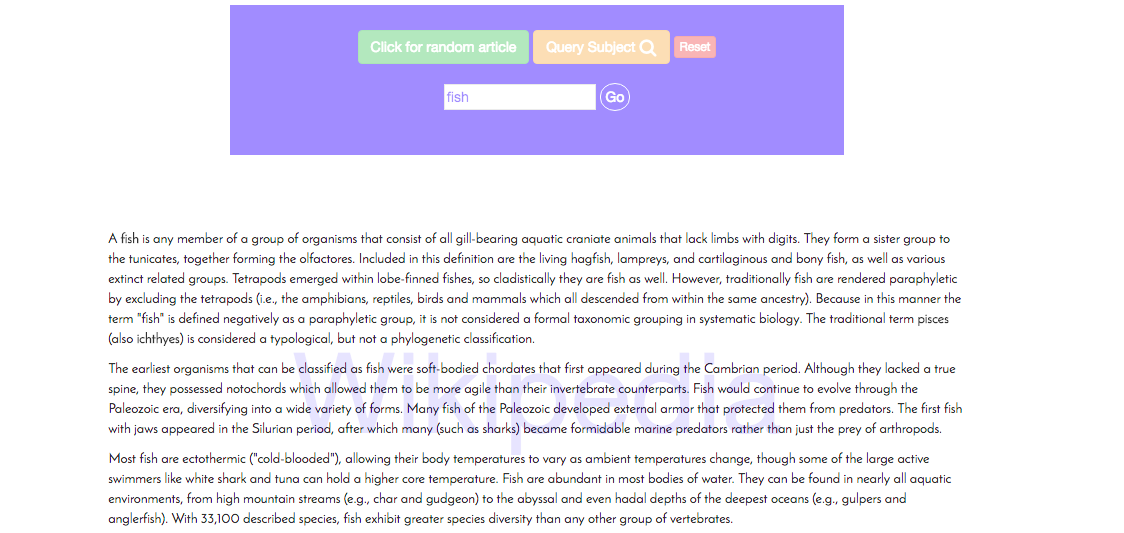 Click for random article Query Subject Reset
fish Go
A fish is any member of a group of organisms that consist of all gill-bearing aquatic craniate animals that lack limbs with digits. They form a sister group to
the tunicates, together forming the olfactores. Included in this definition are the living hagfish, lampreys, and cartilaginous and bony fish, as well as various
extinct related groups. Tetrapods emerged within lobe-finned fishes, so cladistically they are fish as well. However, traditionally fish are rendered paraphyletic
by excluding the tetrapods (i.e., the amphibians, reptiles, birds and mammals which all descended from within the same ancestry). Because in this manner the
term "fish" is defined negatively as a paraphyletic group, it is not considered a formal taxonomic grouping in systematic biology. The traditional term pisces
(also ichthyes) is considered a typological, but not a phylogenetic classification.
Wikipedia
The earliest organisms that can be classified as fish were soft-bodied chordates that first appeared during the Cambrian period. Although they lacked a true
spine, they possessed notochords which allowed them to be more agile than their invertebrate counterparts. Fish would continue to evolve through the
Paleozoic era, diversifying into a wide variety of forms. Many fish of the Paleozoic developed external armor that protected them from predators. The first fish
with jaws appeared in the Silurian period, after which many (such as sharks) became formidable marine predators rather than just the prey of arthropods.
Most fish are ectothermic ("cold-blooded"), allowing their body temperatures to vary as ambient temperatures change, though some of the large active
swimmers like white shark and tuna can hold a higher core temperature. Fish are abundant in most bodies of water. They can be found in nearly all aquatic
environments, from high mountain streams (e.g., char and gudgeon) to the abyssal and even hadal depths of the deepest oceans (e.g., gulpers and
anglerfish). With 33,100 described species, fish exhibit greater species diversity than any other group of vertebrates.